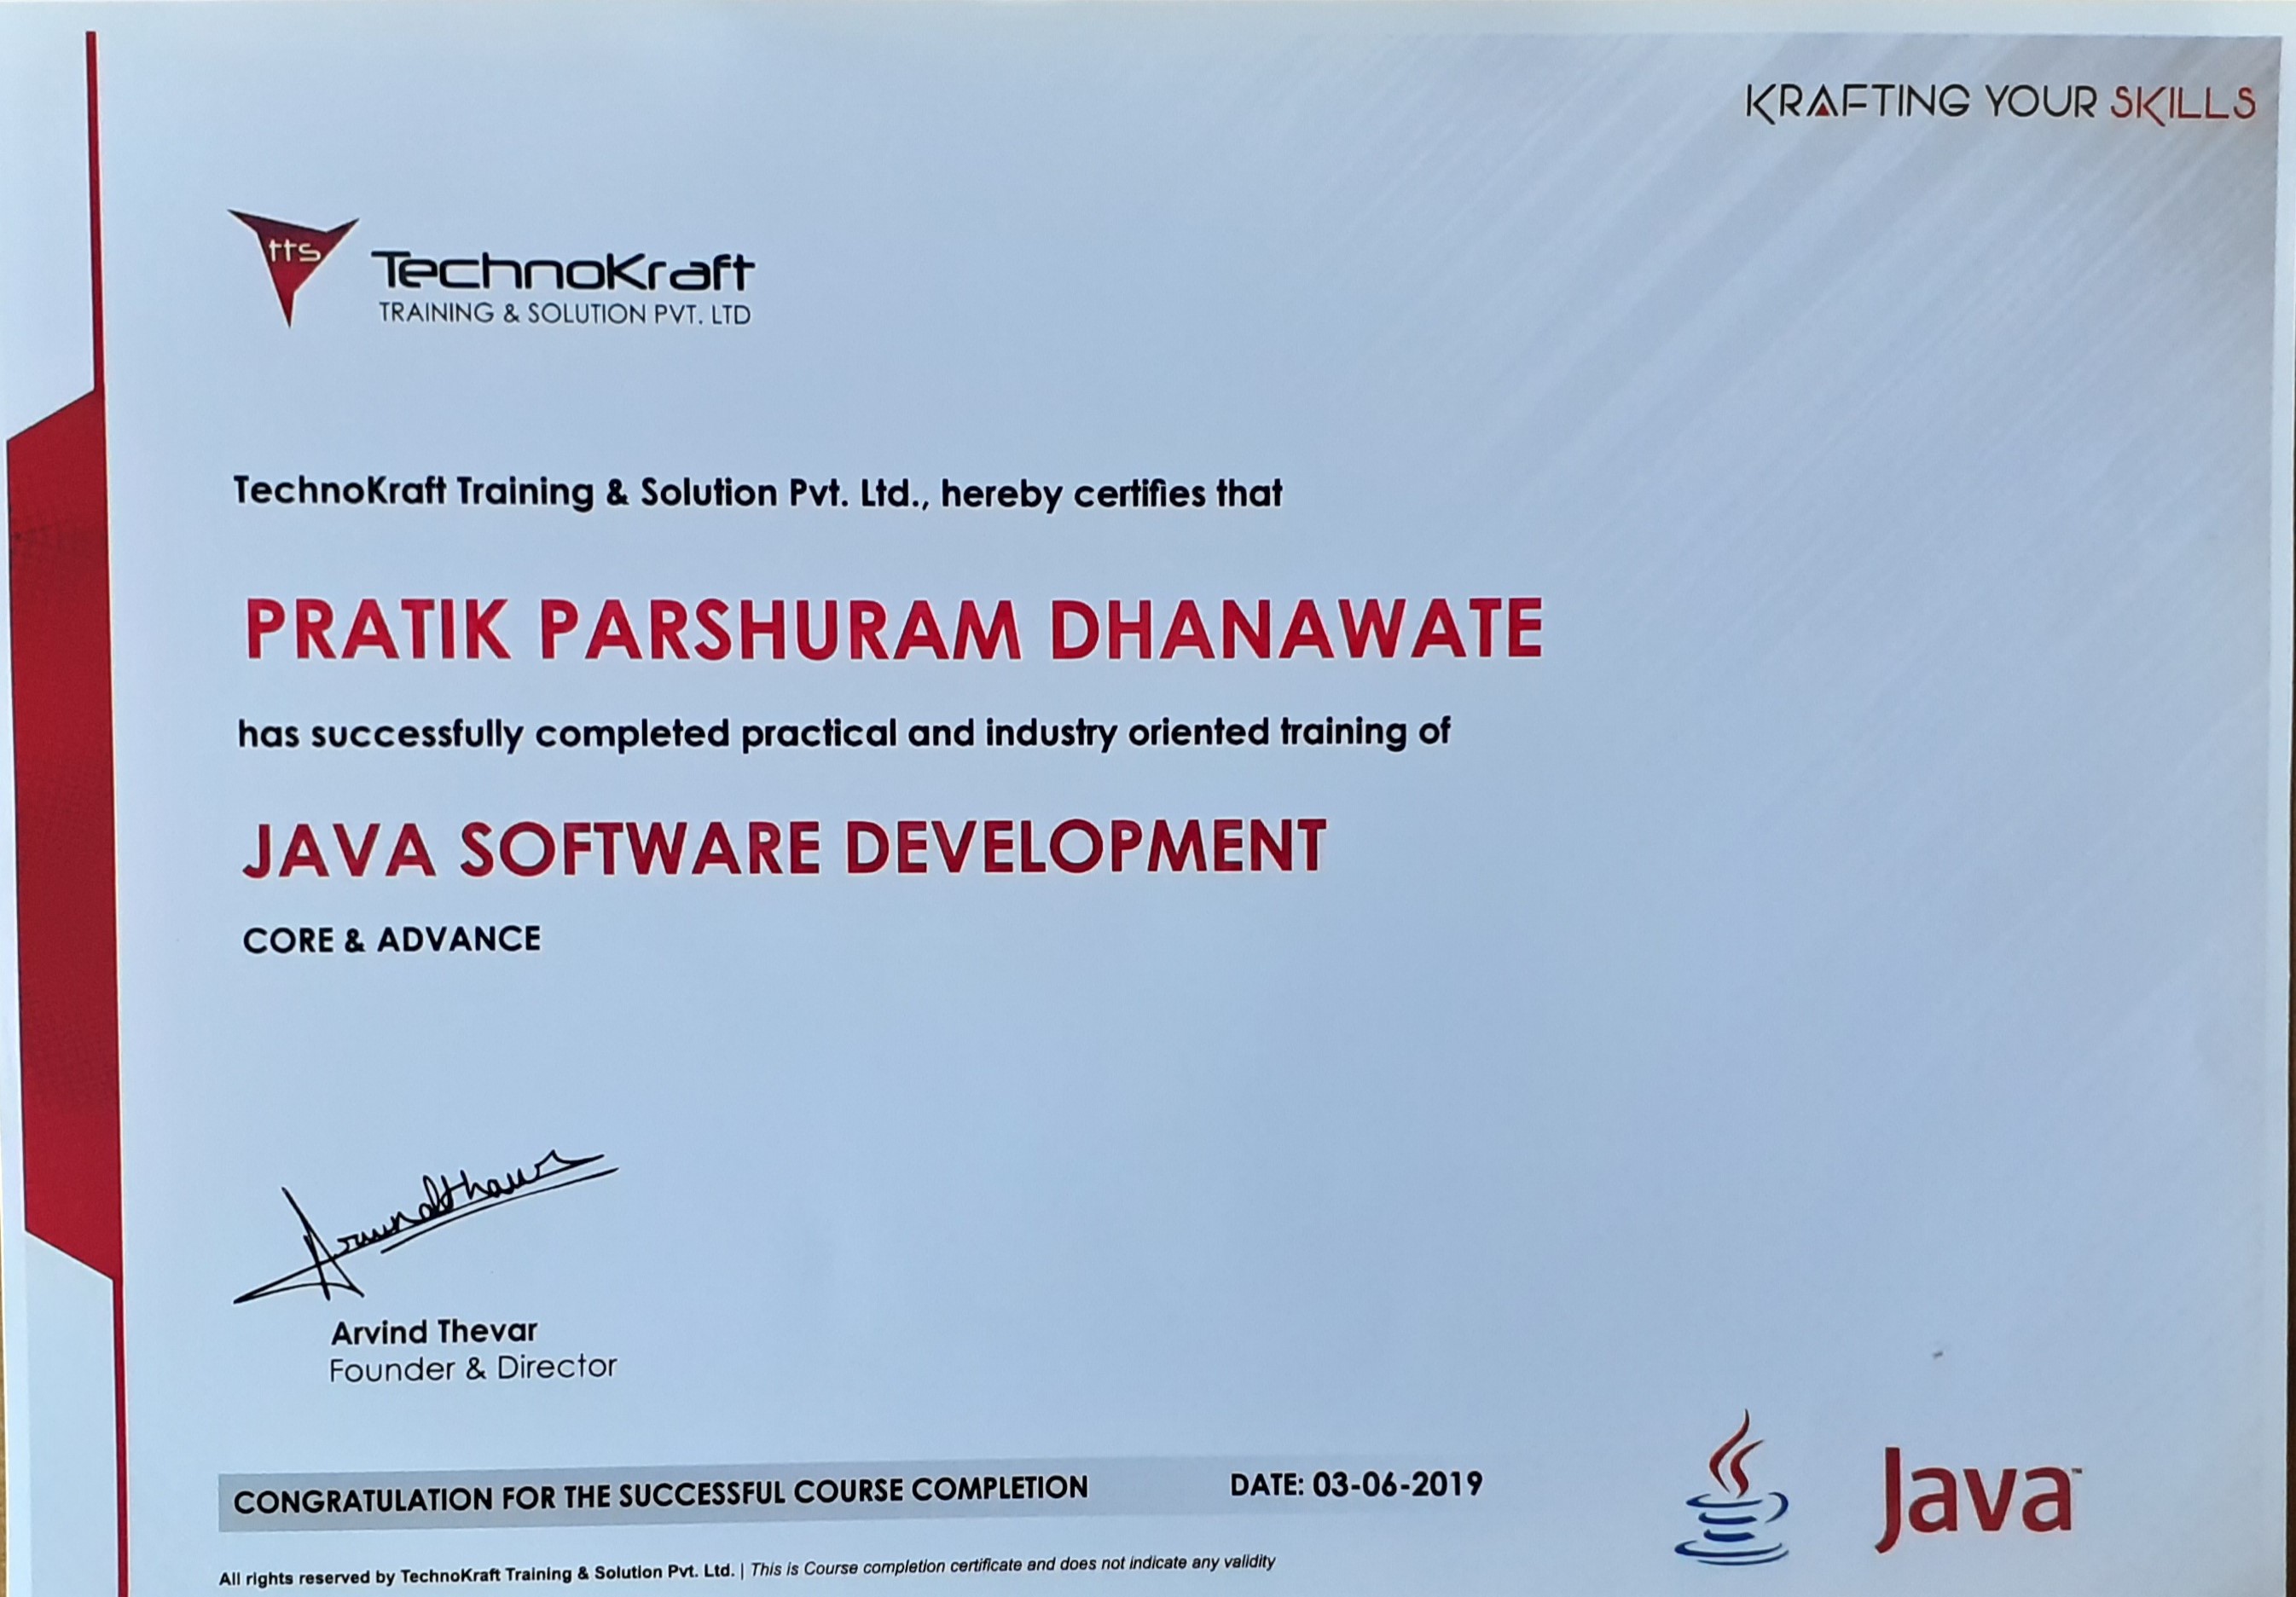 KRAFTING YOUR SKILLS
tts
TechnoKraft
TRAINING & SOLUTION PVT. LTD
TechnoKraft Training & Solution Pvt. Ltd., hereby certifies that
PRATIK PARSHURAM DHANAWATE
has successfully completed practical and industry oriented training of
JAVA SOFTWARE DEVELOPMENT
CORE & ADVANCE
Arvind Thevar
Founder & Director
CONGRATULATION FOR THE SUCCESSFUL COURSE COMPLETION DATE: 03-06-2019
Java™
All rights reserved by TechnoKraft Training & Solution Pvt. Ltd. | This is Course completion certificate and does not indicate any validity